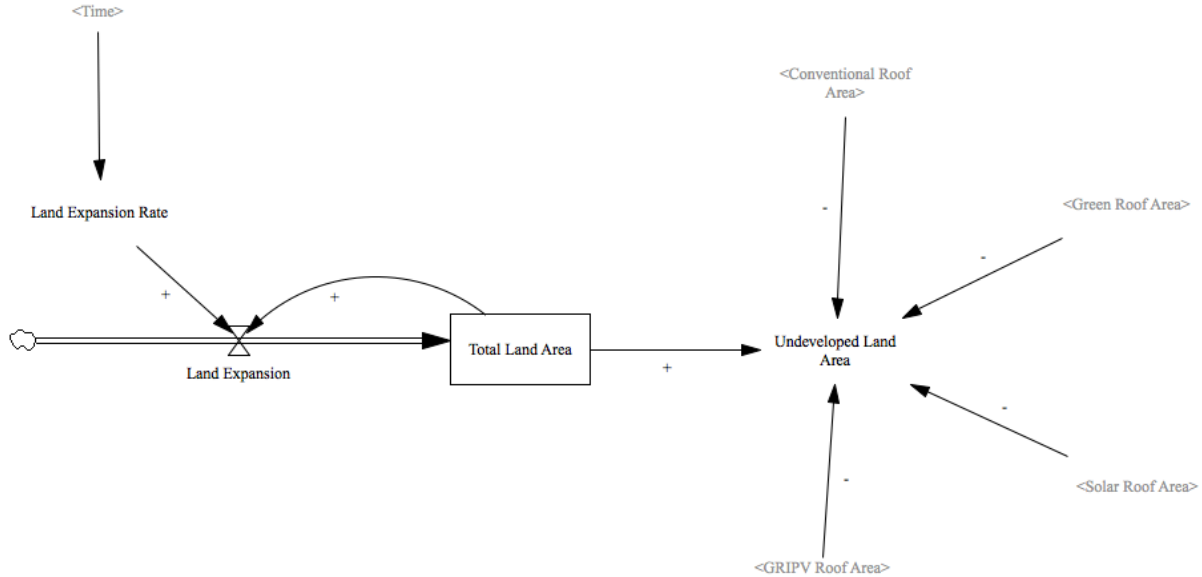 <Time>
<Conventional Roof
Area>
-
Land Expansion Rate
<Green Roof Area>
-
+
+
Land Expansion
Total Land Area
+
Undeveloped Land
Area
-
-
<Solar Roof Area>
<GRIPV Roof Area>